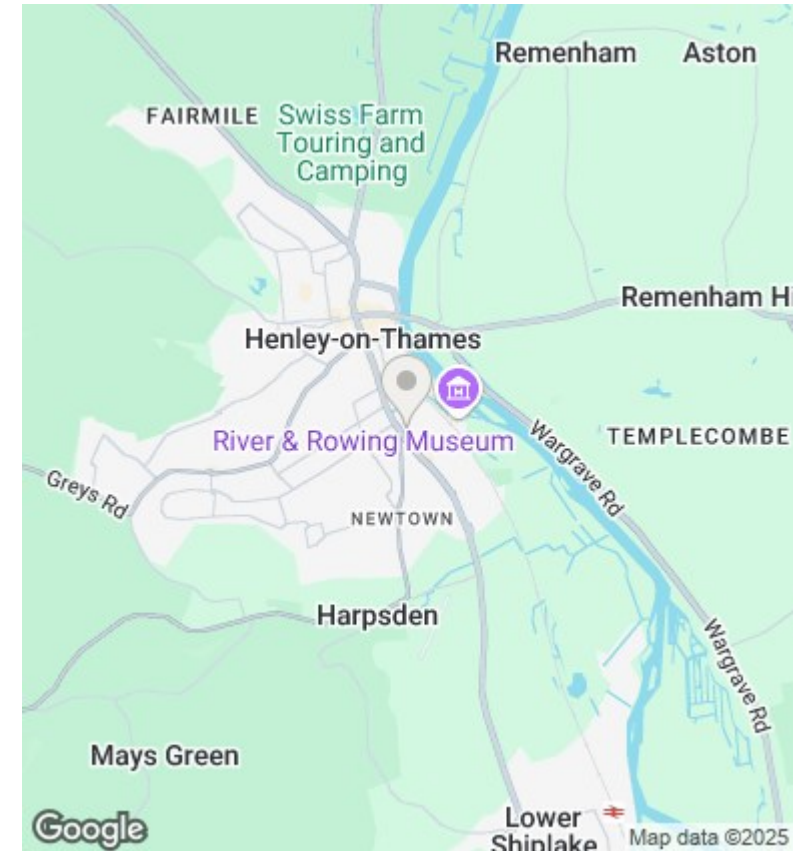 Remenham
Aston
FAIRMILE
Swiss Farm
Touring and
Camping
Remenham Hi
Henley-on-Thames
River & Rowing Museum
Wargrave Rd
TEMPLECOMBE
Greys Rd
NEWTOWN
Harpsden
Wargrave Rd
Mays Green
Lower
Shiplake
Google
Map data ©2025